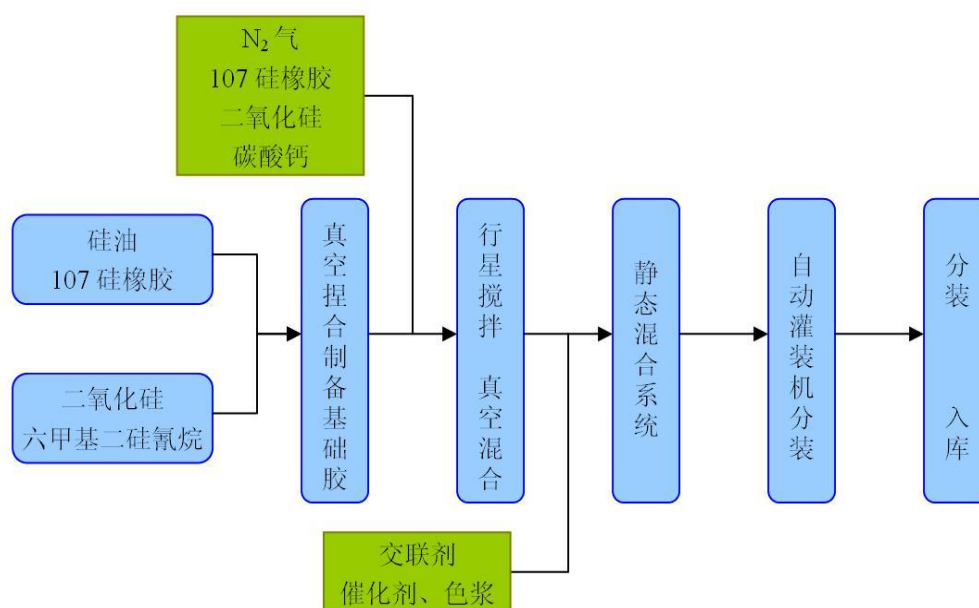 N₂ 气
107 硅橡胶
二氧化硅
碳酸钙
硅油
107 硅橡胶
二氧化硅
六甲基二硅氰烷
真空捏合制备基础胶
行星搅拌 真空混合
静态混合系统
自动灌装机分装
分装 入库
交联剂
催化剂、色浆